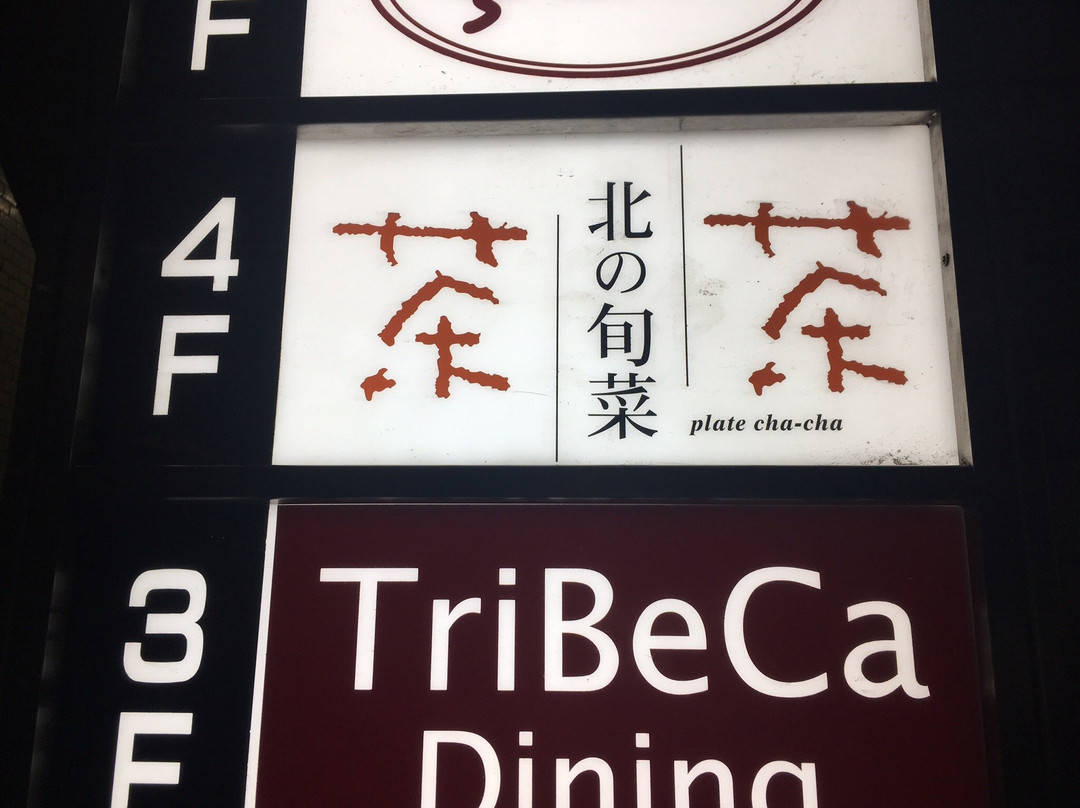 F
4F
茶
北の旬菜
茶
plate cha-cha
3F
TriBeCa
Dining